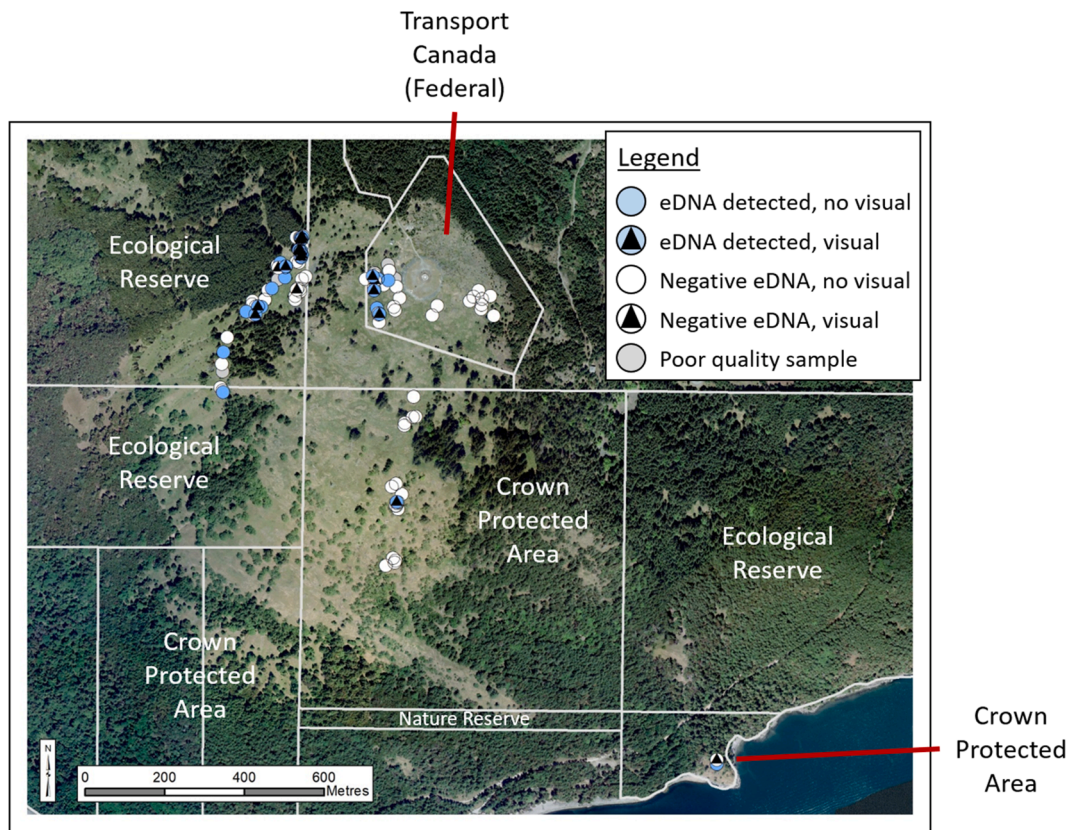 Transport
Canada
(Federal)
Legend
eDNA detected, no visual
eDNA detected, visual
Negative eDNA, no visual
Negative eDNA, visual
Poor quality sample
Ecological
Reserve
Ecological
Reserve
Crown
Protected
Area
Ecological
Reserve
Crown
Protected
Area
Nature Reserve
Crown
Protected
Area
N
0 200 400 600
Metres